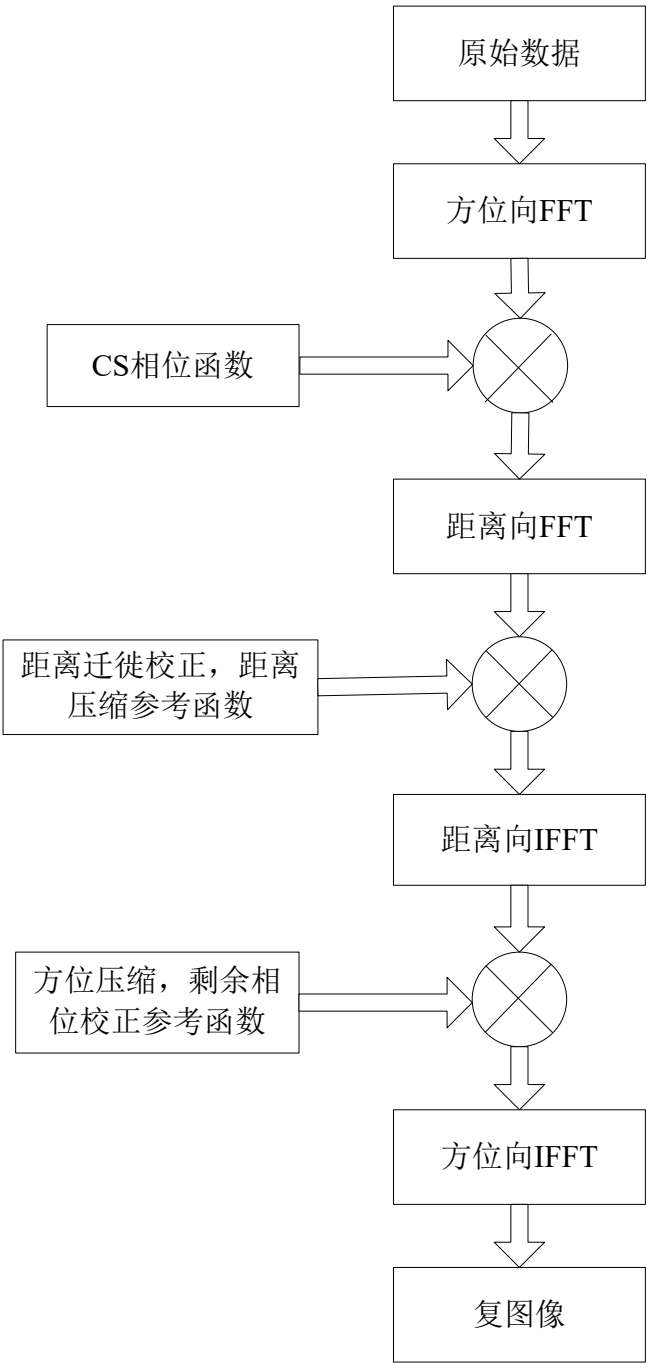 原始数据
方位向FFT
CS相位函数
距离向FFT
距离迁徙校正，距离
压缩参考函数
距离向IFFT
方位压缩，剩余相
位校正参考函数
方位向IFFT
复图像